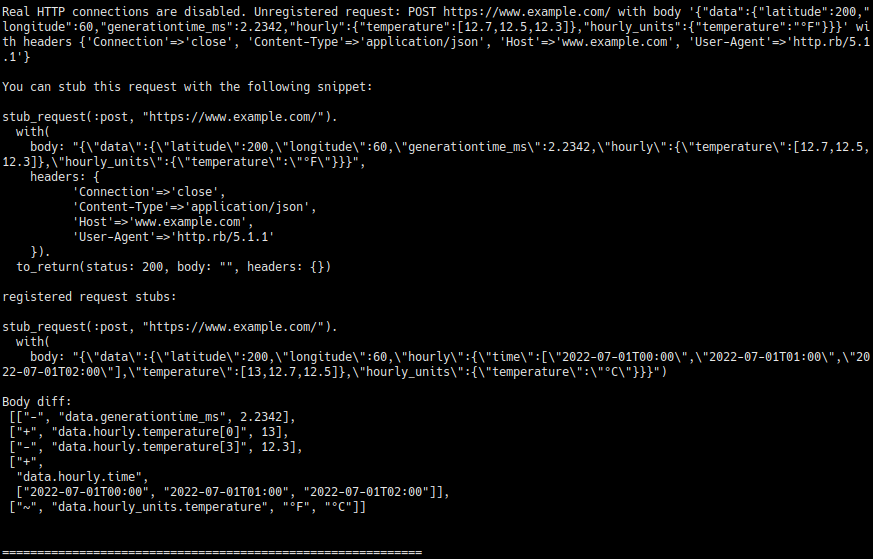 Real HTTP connections are disabled. Unregistered request: POST https://www.example.com/ with body '{"data":{"latitude":200,"
longitude":60,"generationtime_ms":2.2342,"hourly":{"temperature":[12.7,12.5,12.3]},"hourly_units":{"temperature":"°F"}}}' wi
th headers {'Connection'=>'close', 'Content-Type'=>'application/json', 'Host'=>'www.example.com', 'User-Agent'=>'http.rb/5.1
.1'}

You can stub this request with the following snippet:

stub_request(:post, "https://www.example.com/").
  with(
    body: "{\"data\":{\"latitude\":200,\"longitude\":60,\"generationtime_ms\":2.2342,\"hourly\":{\"temperature\":[12.7,12.5,
12.3]},\"hourly_units\":{\"temperature\":\"°F\"}}}",
    headers: {
          'Connection'=>'close',
          'Content-Type'=>'application/json',
          'Host'=>'www.example.com',
          'User-Agent'=>'http.rb/5.1.1'
    }).
  to_return(status: 200, body: "", headers: {})

registered request stubs:

stub_request(:post, "https://www.example.com/").
  with(
    body: "{\"data\":{\"latitude\":200,\"longitude\":60,\"hourly\":{\"time\":[\"2022-07-01T00:00\",\"2022-07-01T01:00\",\"20
22-07-01T02:00\"],\"temperature\":[13,12.7,12.5]},\"hourly_units\":{\"temperature\":\"°C\"}}}")

Body diff:
 [["-", "data.generationtime_ms", 2.2342],
 ["+", "data.hourly.temperature[0]", 13],
 ["-", "data.hourly.temperature[3]", 12.3],
 ["+",
  "data.hourly.time",
  ["2022-07-01T00:00", "2022-07-01T01:00", "2022-07-01T02:00"]],
 ["~", "data.hourly_units.temperature", "°F", "°C"]]

============================================================